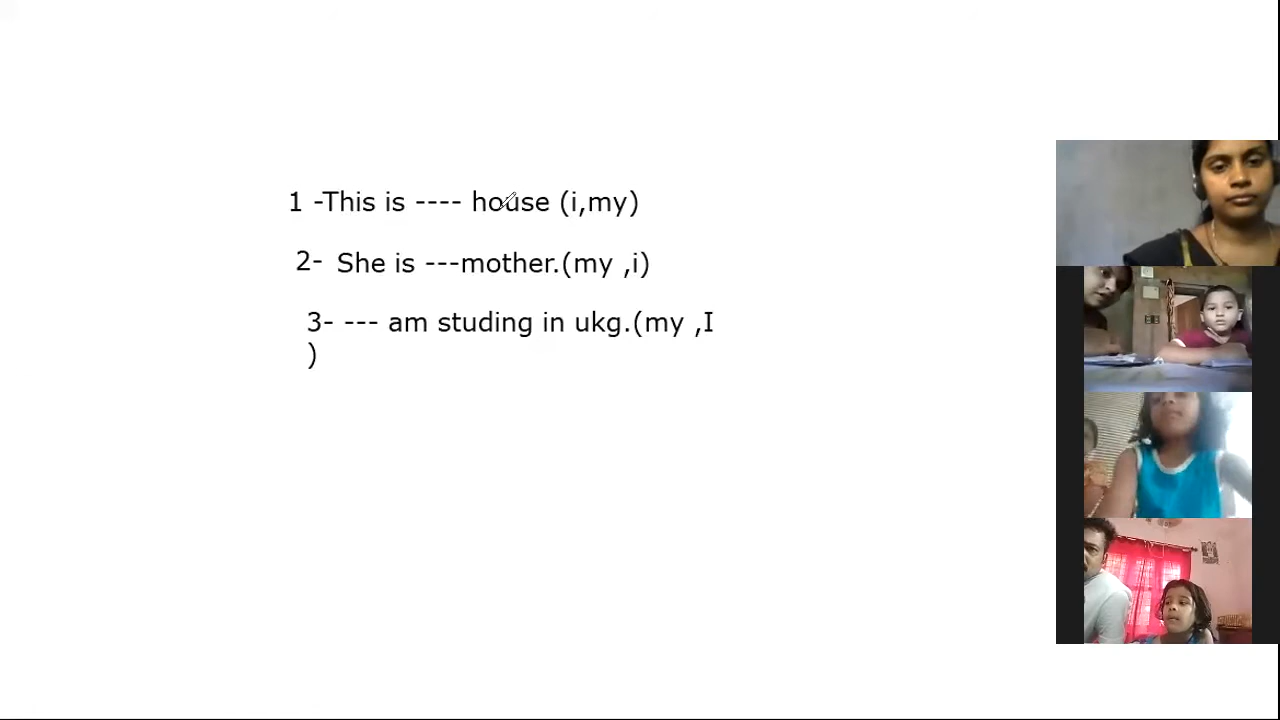 1 -This is ---- house (i,my)
2- She is ---mother.(my ,i)
3- --- am studing in ukg.(my ,I
)